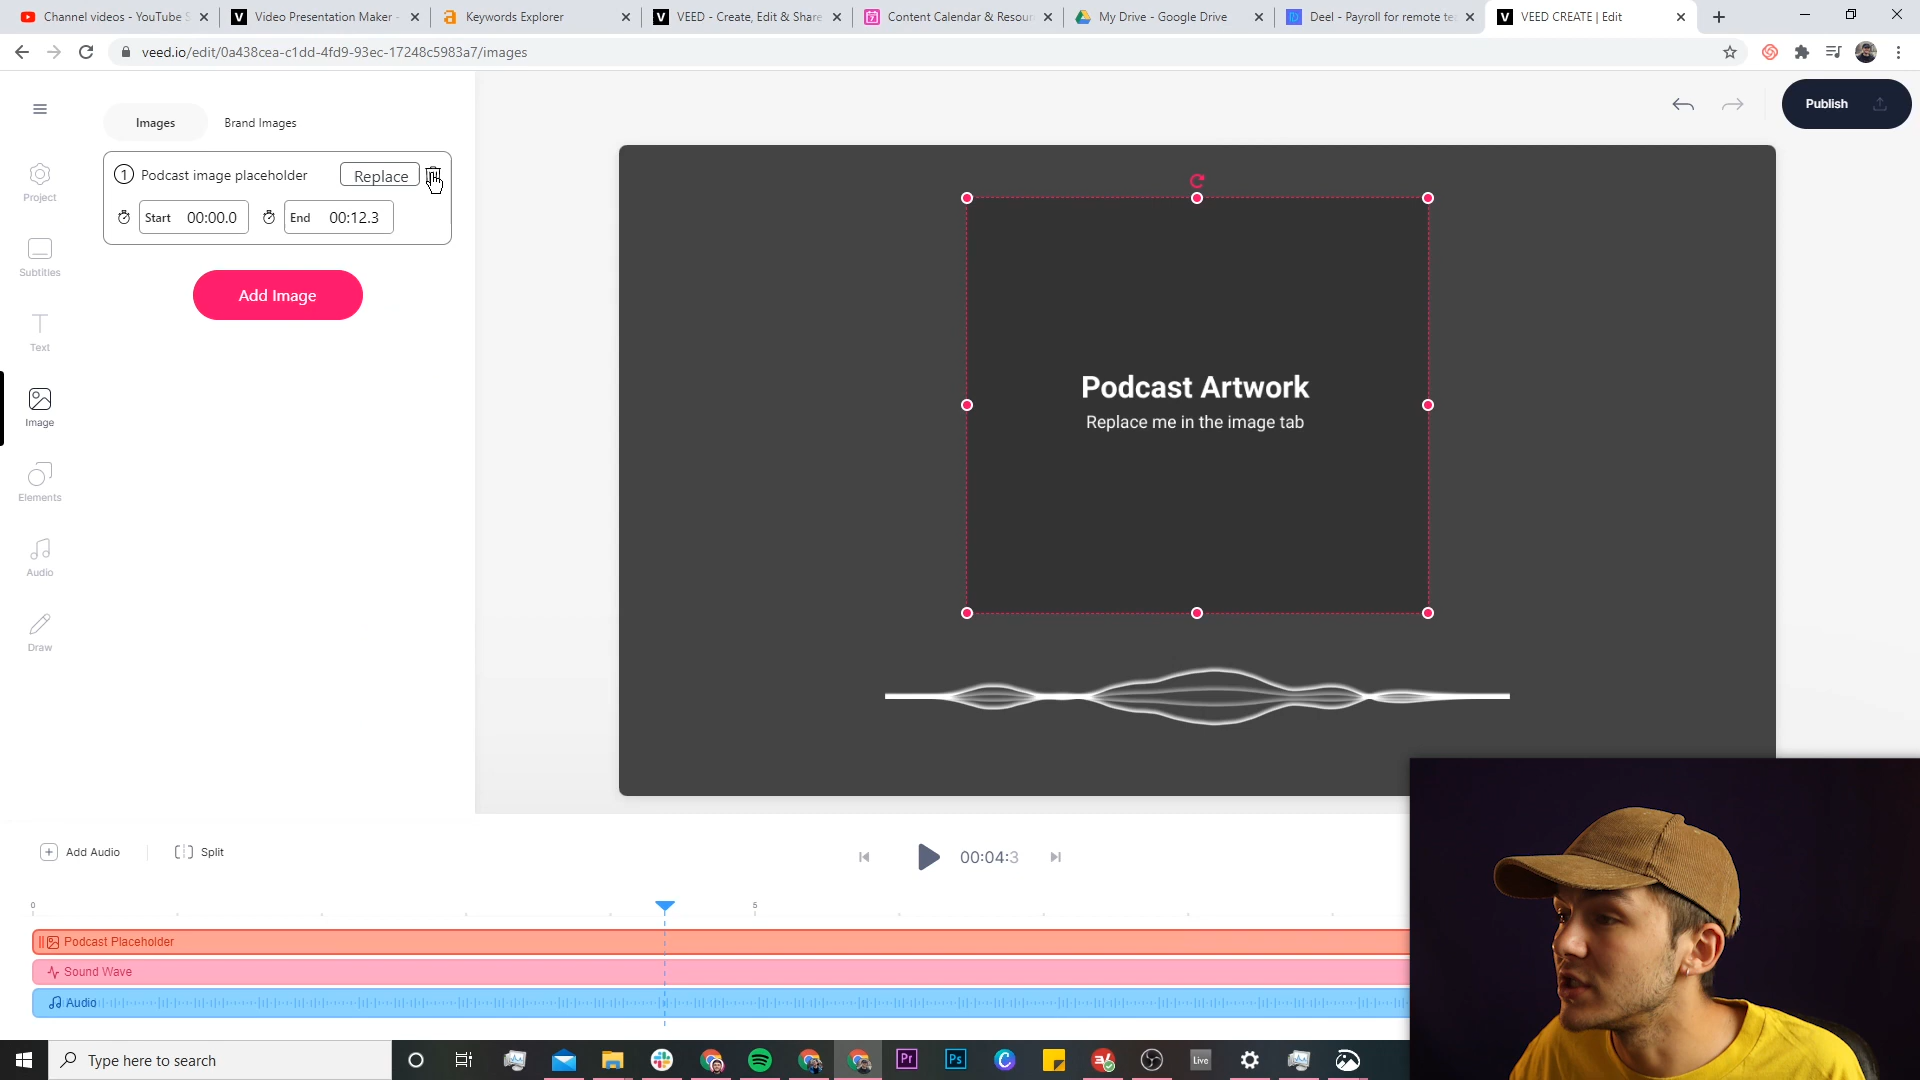 Channel videos - YouTube S
Video Presentation Maker -
Keywords Explorer
VEED - Create, Edit & Share
Content Calendar & Resour
My Drive - Google Drive
Deel - Payroll for remote te
VEED CREATE | Edit
veed.io/edit/0a438cea-c1dd-4fd9-93ec-17248c5983a7/images
Publish
Images
Brand Images
1 Podcast image placeholder
Replace
Start 00:00.0
End 00:12.3
Add Image
Project
Subtitles
Text
Image
Elements
Audio
Draw
Podcast Artwork
Replace me in the image tab
Add Audio
Split
00:04:3
0
5
Podcast Placeholder
Sound Wave
Audio
Type here to search
Pr
Ps
Live